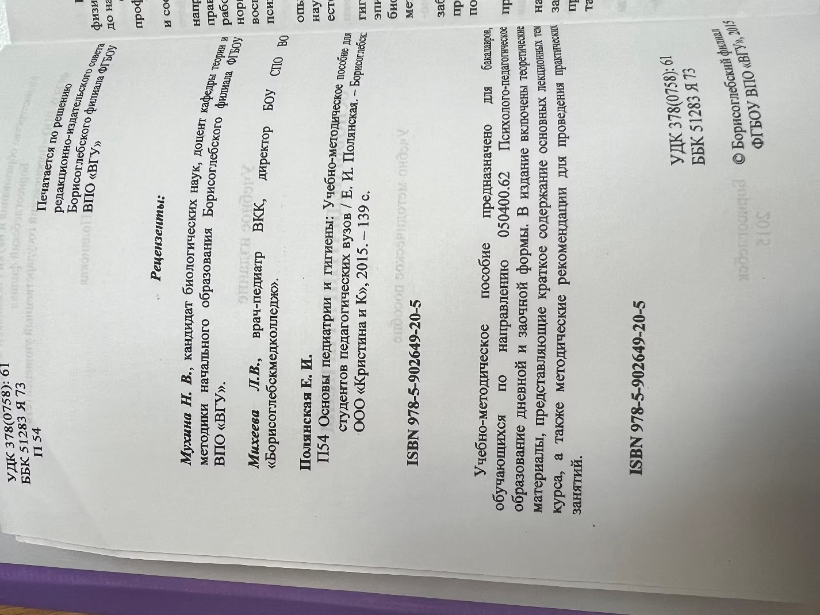 УДК 378(0758): 61
ББК 51283 Я 73
П 54
Печатается по решению
редакционно-издательского совета
Борисоглебского филиала ФГБОУ
ВПО «ВГУ»
Рецензенты:
Мухина Н. В., кандидат биологических наук, доцент кафедры теории и
методики начального образования Борисоглебского филиала ФГБОУ
ВПО «ВГУ».
Михеева Л.В., врач-педиатр ВКК, директор БОУ СПО ВО
«Борисоглебскмедколледж».
Полянская Е. И.
П54 Основы педиатрии и гигиены: Учебно-методическое пособие для
студентов педагогических вузов / Е. И. Полянская. – Борисоглебск:
ООО «Кристина и К», 2015. – 139 с.
ISBN 978-5-902649-20-5
Учебно-методическое пособие предназначено для бакалавров,
обучающихся по направлению 050400.62 Психолого-педагогическое
образование дневной и заочной формы. В издание включены теоретические
материалы, представляющие краткое содержание основных лекционных тем
курса, а также методические рекомендации для проведения практических
занятий.
УДК 378(0758): 61
ББК 51283 Я 73
ISBN 978-5-902649-20-5
© Борисоглебский филиал
ФГБОУ ВПО «ВГУ», 2015